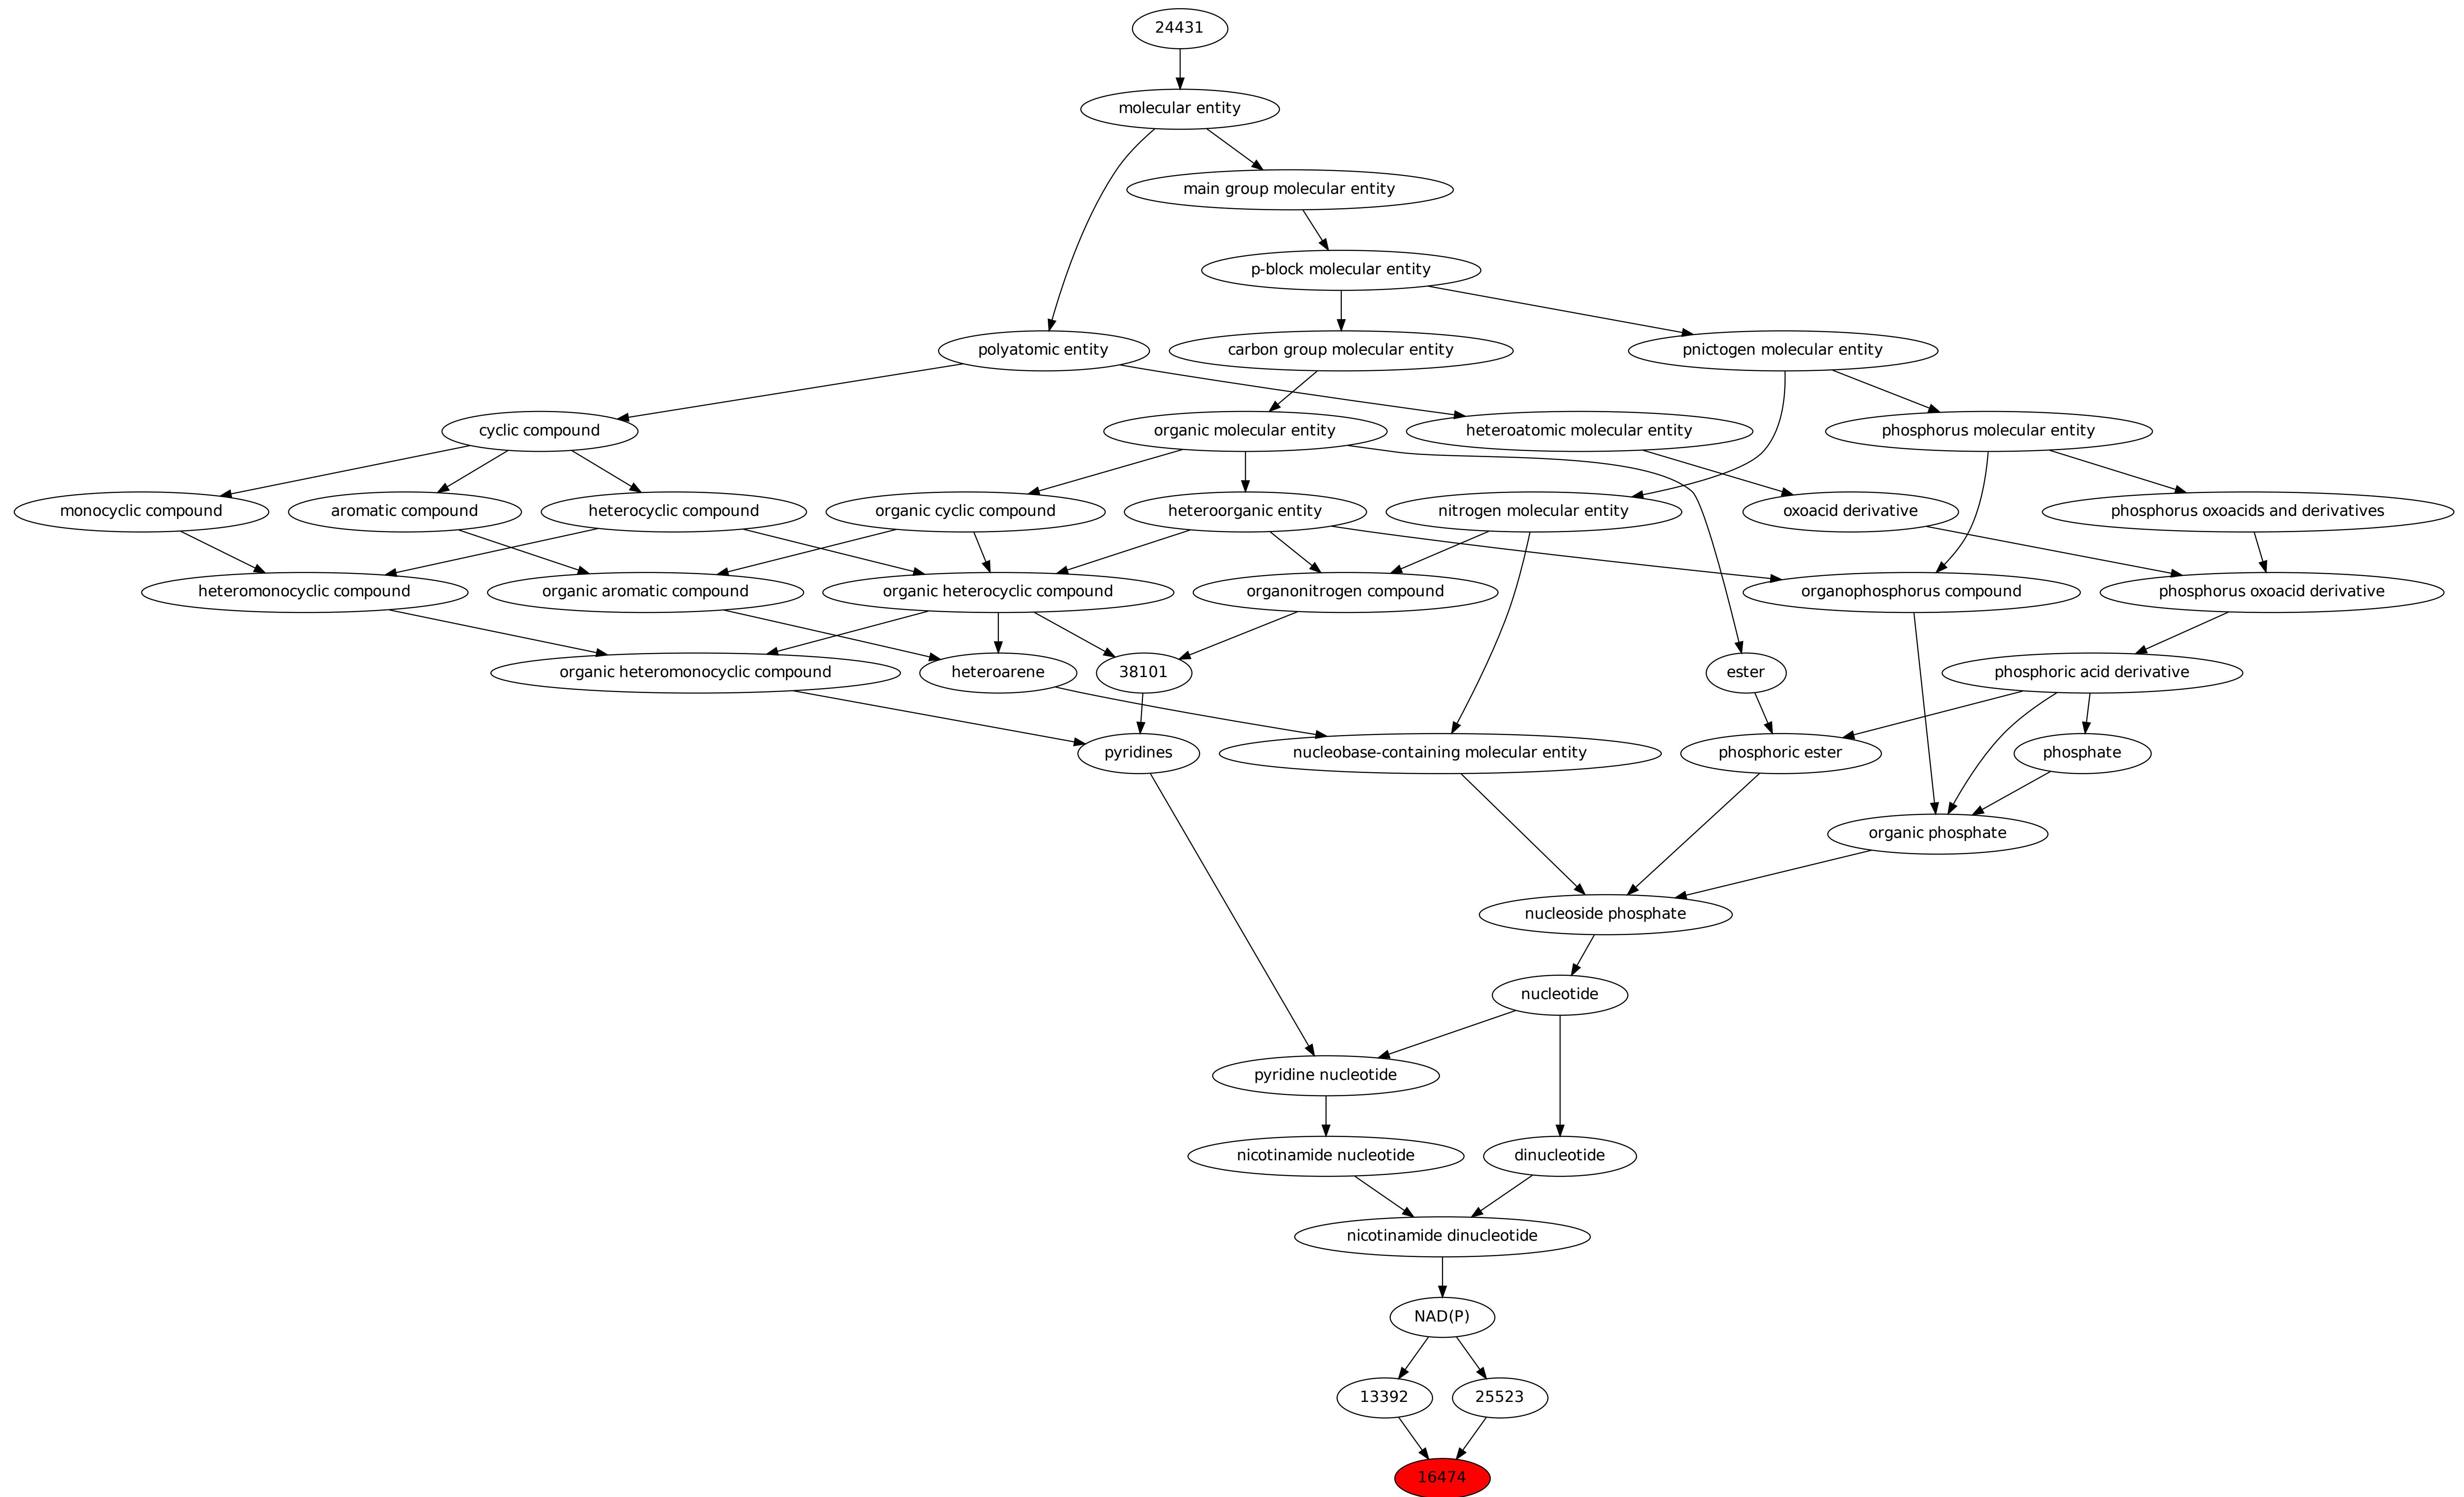 24431
molecular entity
main group molecular entity
p-block molecular entity
polyatomic entity
carbon group molecular entity
pnictogen molecular entity
cyclic compound
organic molecular entity
heteroatomic molecular entity
phosphorus molecular entity
monocyclic compound
aromatic compound
heterocyclic compound
organic cyclic compound
heteroorganic entity
nitrogen molecular entity
oxoacid derivative
phosphorus oxoacids and derivatives
heteromonocyclic compound
organic aromatic compound
organic heterocyclic compound
organonitrogen compound
organophosphorus compound
phosphorus oxoacid derivative
organic heteromonocyclic compound
heteroarene
38101
ester
phosphoric acid derivative
pyridines
nucleobase-containing molecular entity
phosphoric ester
phosphate
organic phosphate
nucleoside phosphate
nucleotide
pyridine nucleotide
nicotinamide nucleotide
dinucleotide
nicotinamide dinucleotide
NAD(P)
13392
25523
16474